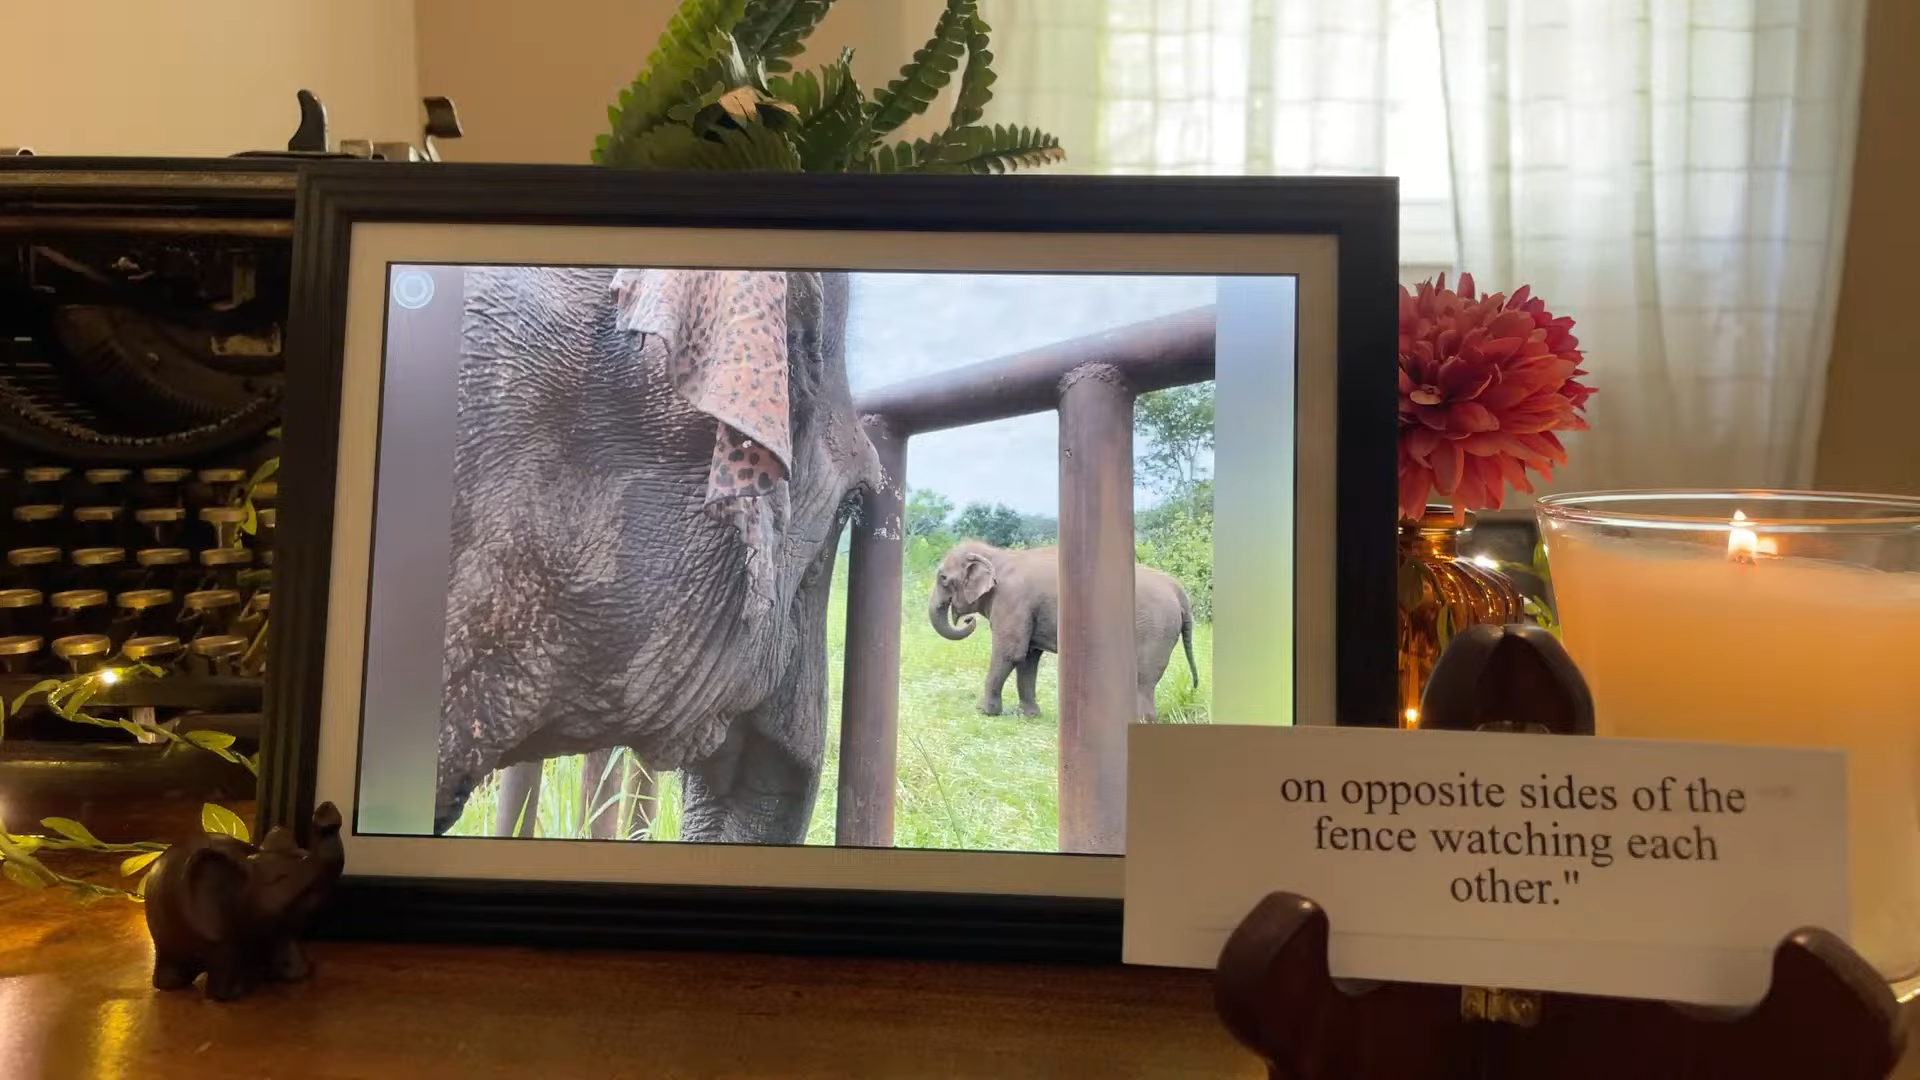 on opposite sides of the
fence watching each
other."